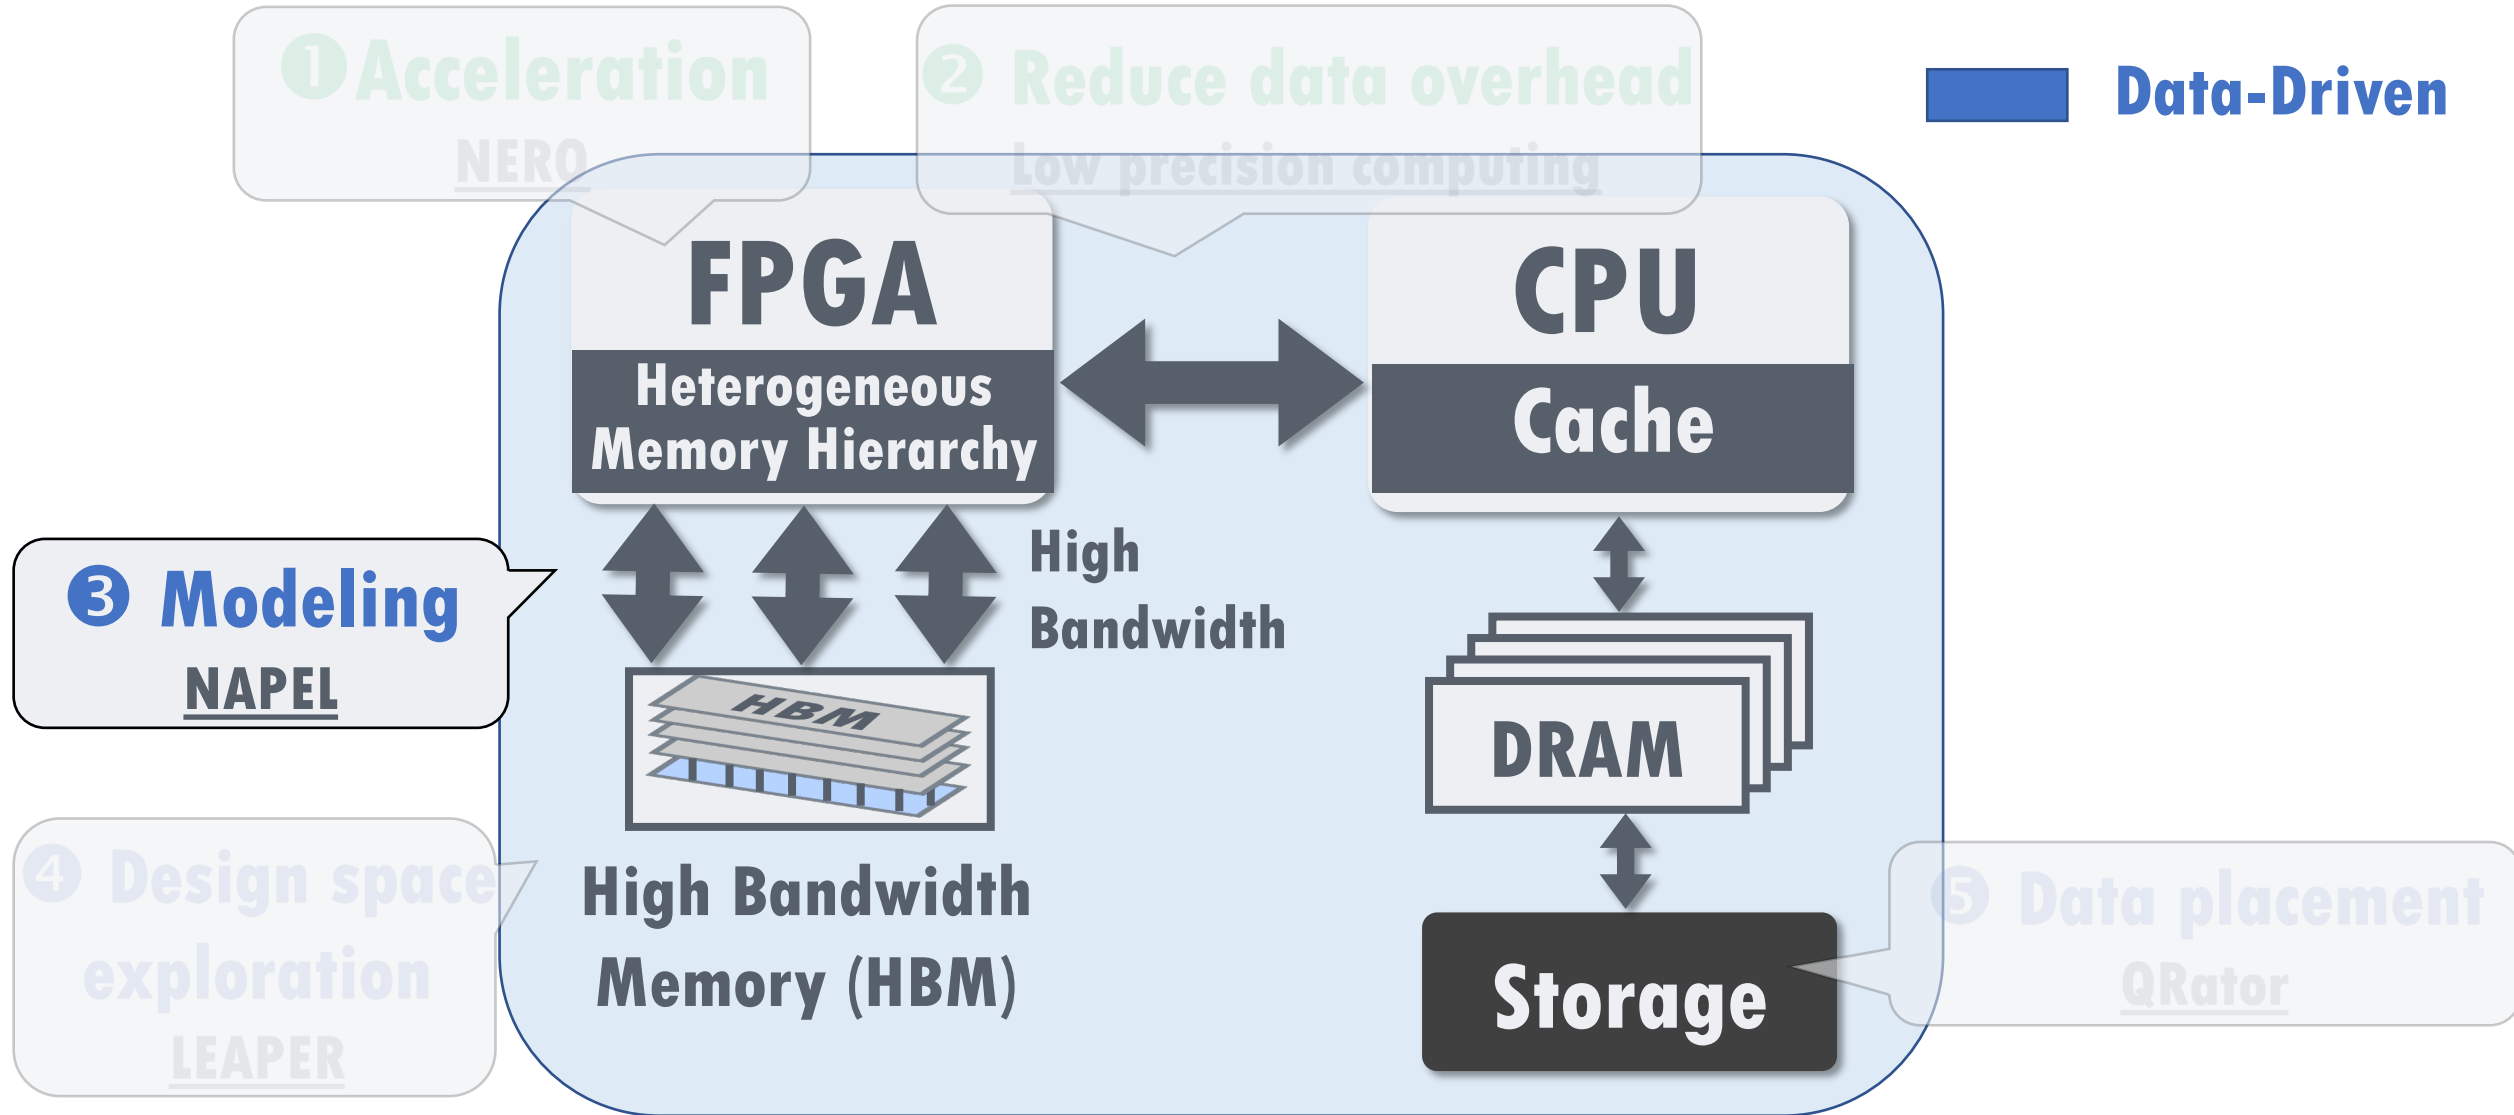 ❶ Acceleration
NERO
❷ Reduce data overhead
Low precision computing
Data-Driven
FPGA
Heterogeneous
Memory Hierarchy
CPU
Cache
High
Bandwidth
❸ Modeling
NAPEL
HBM
High Bandwidth
Memory (HBM)
DRAM
Storage
❹ Design space
exploration
LEAPER
❺ Data placement
QRator